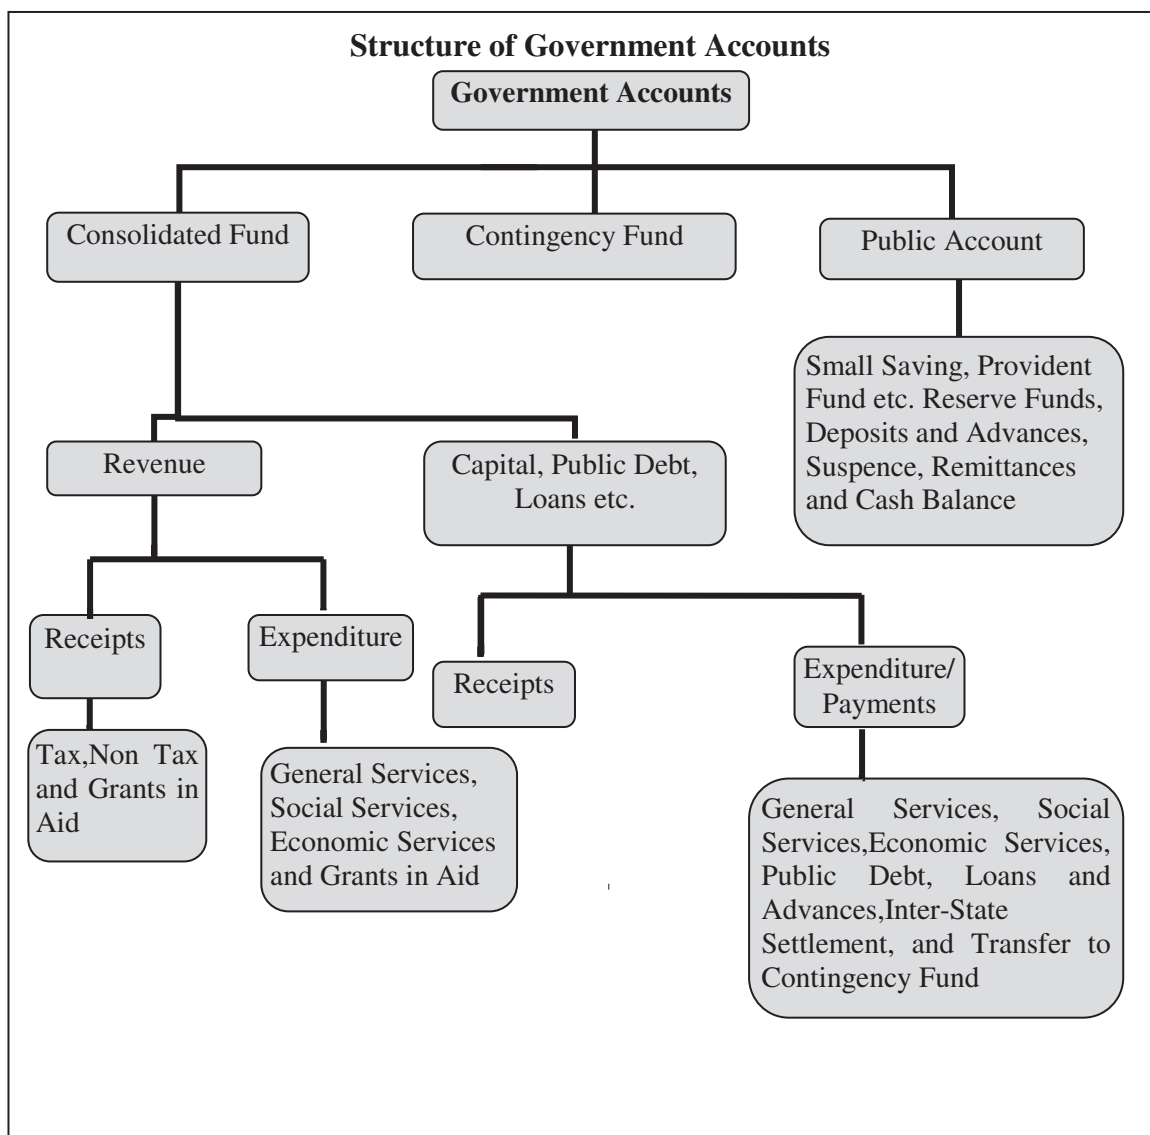 Structure of Government Accounts
Government Accounts
Consolidated Fund
Contingency Fund
Public Account
Small Saving, Provident
Fund etc. Reserve Funds,
Deposits and Advances,
Suspence, Remittances
and Cash Balance
Revenue
Capital, Public Debt,
Loans etc.
Receipts
Expenditure
Receipts
Expenditure/
Payments
Tax,Non Tax
and Grants in
Aid
General Services,
Social Services,
Economic Services
and Grants in Aid
General Services, Social
Services,Economic Services,
Public Debt, Loans and
Advances,Inter-State
Settlement, and Transfer to
Contingency Fund